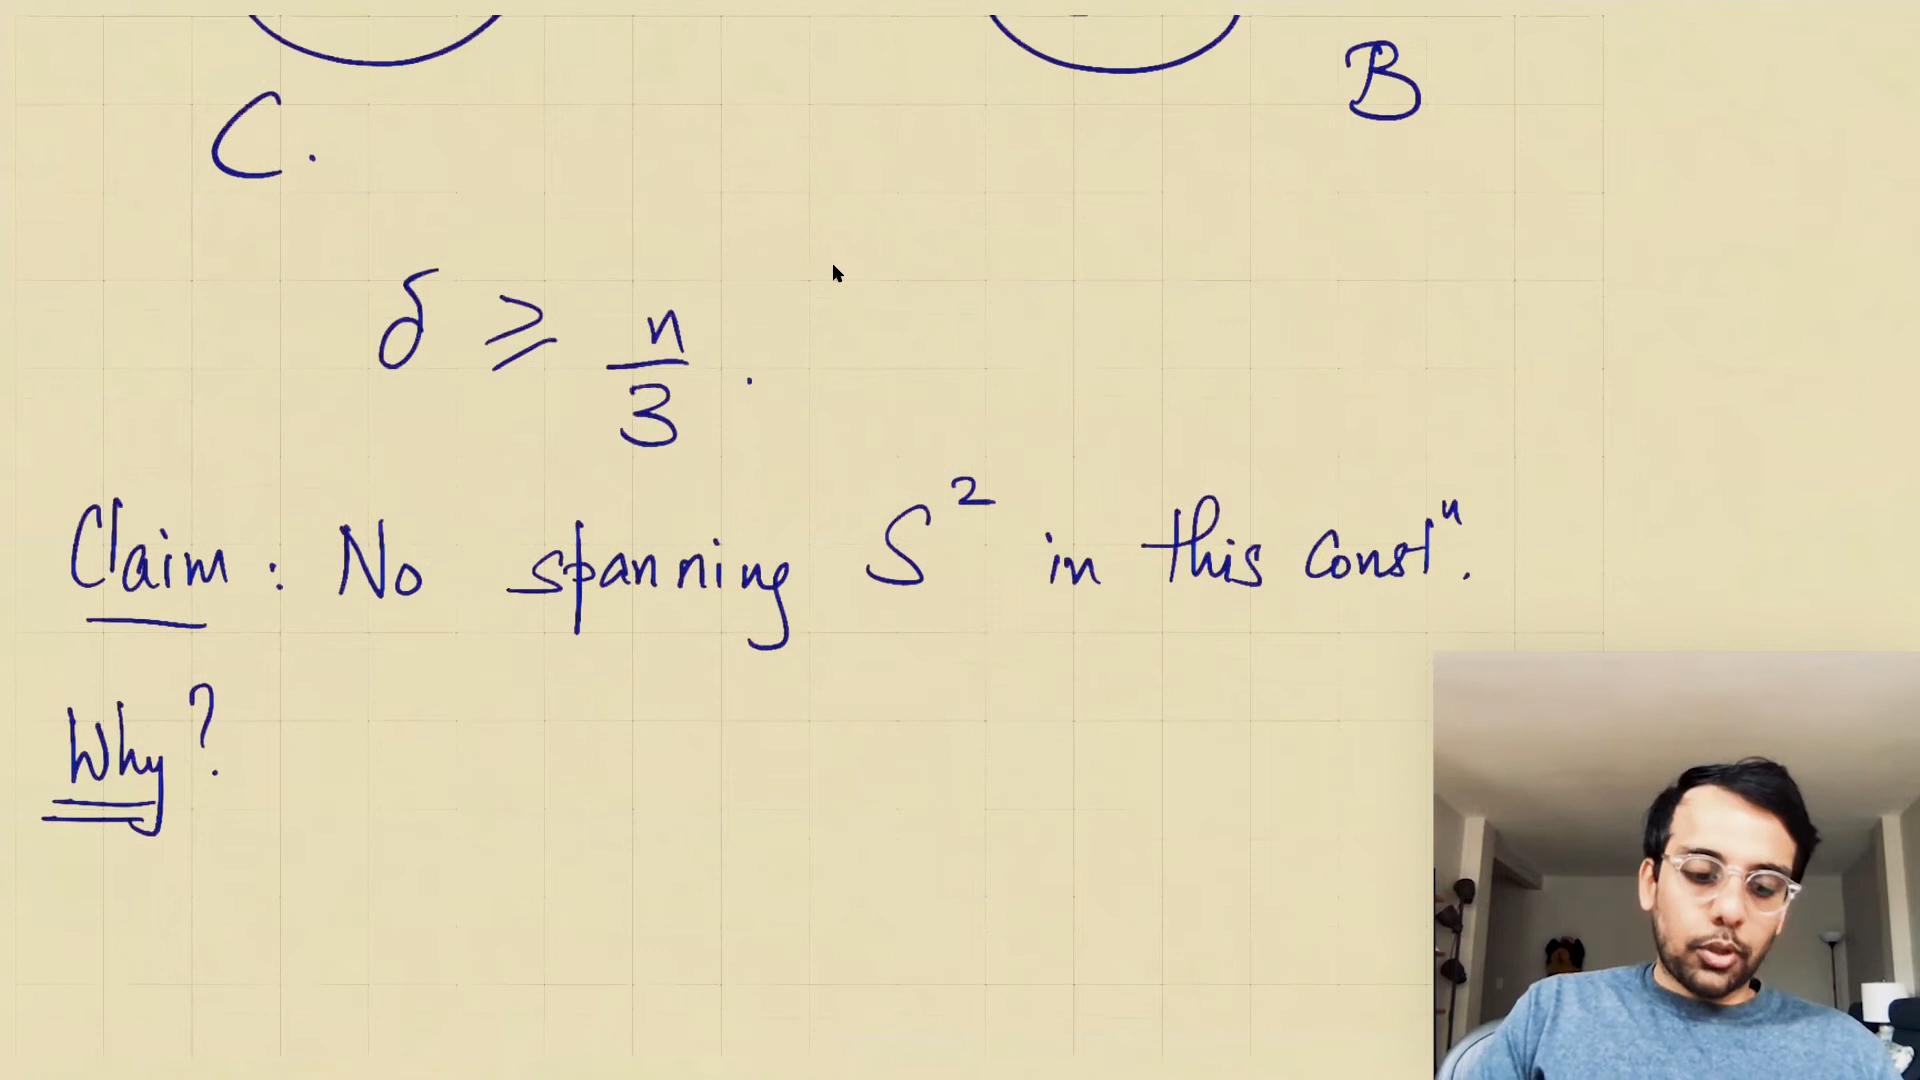 B
C.
δ ≥ n/3.
Claim: No spanning S² in this constⁿ.
Why?